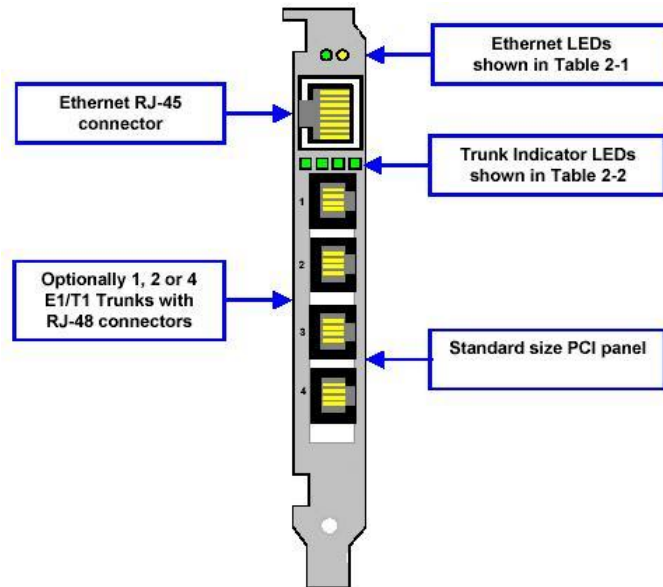 Ethernet LEDs
shown in Table 2-1
Ethernet RJ-45
connector
Trunk Indicator LEDs
shown in Table 2-2
1
2
Optionally 1, 2 or 4
E1/T1 Trunks with
RJ-48 connectors
3
Standard size PCI panel
4